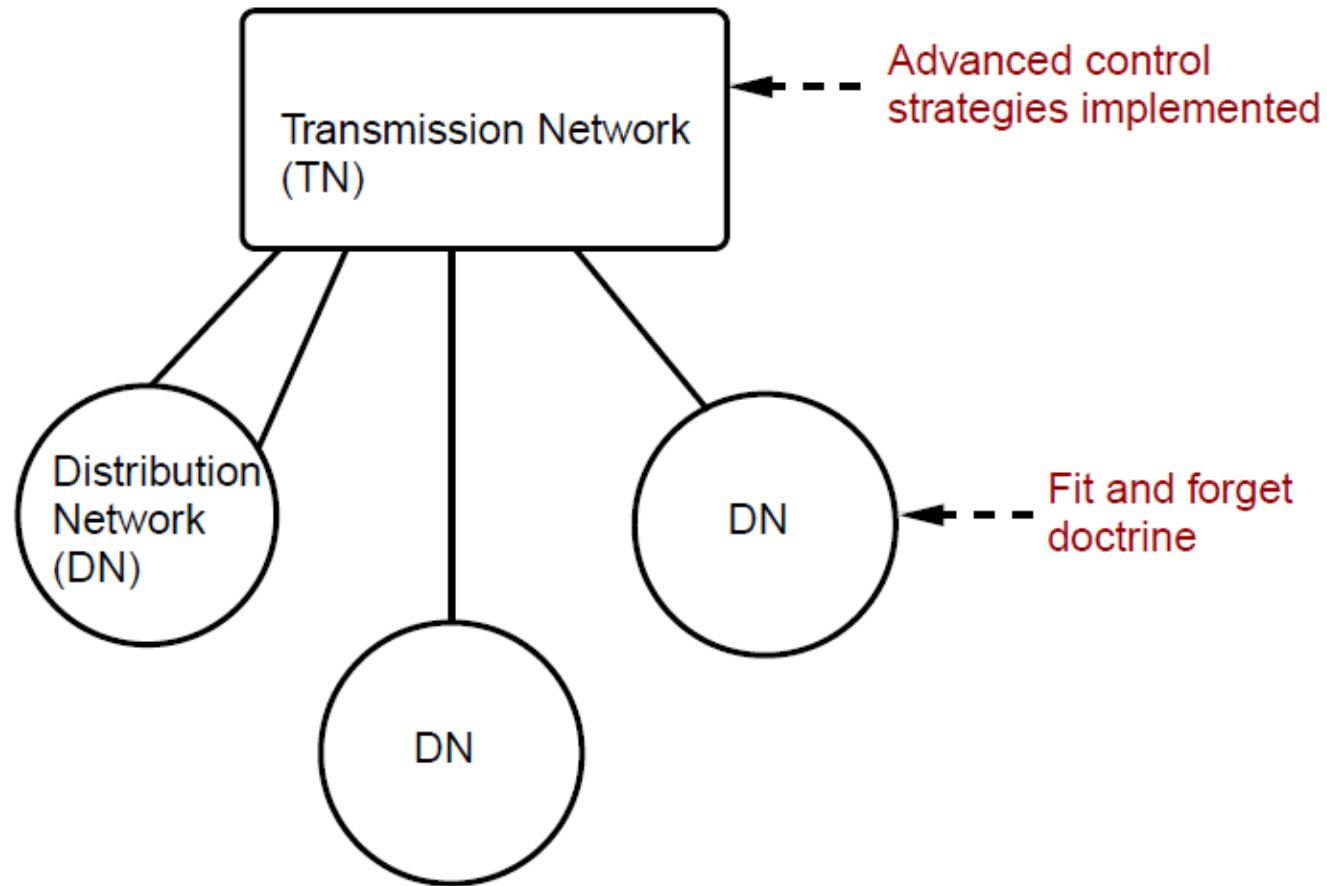 Advanced control
strategies implemented
Transmission Network
(TN)
Distribution
Network
(DN)
DN
Fit and forget
doctrine
DN